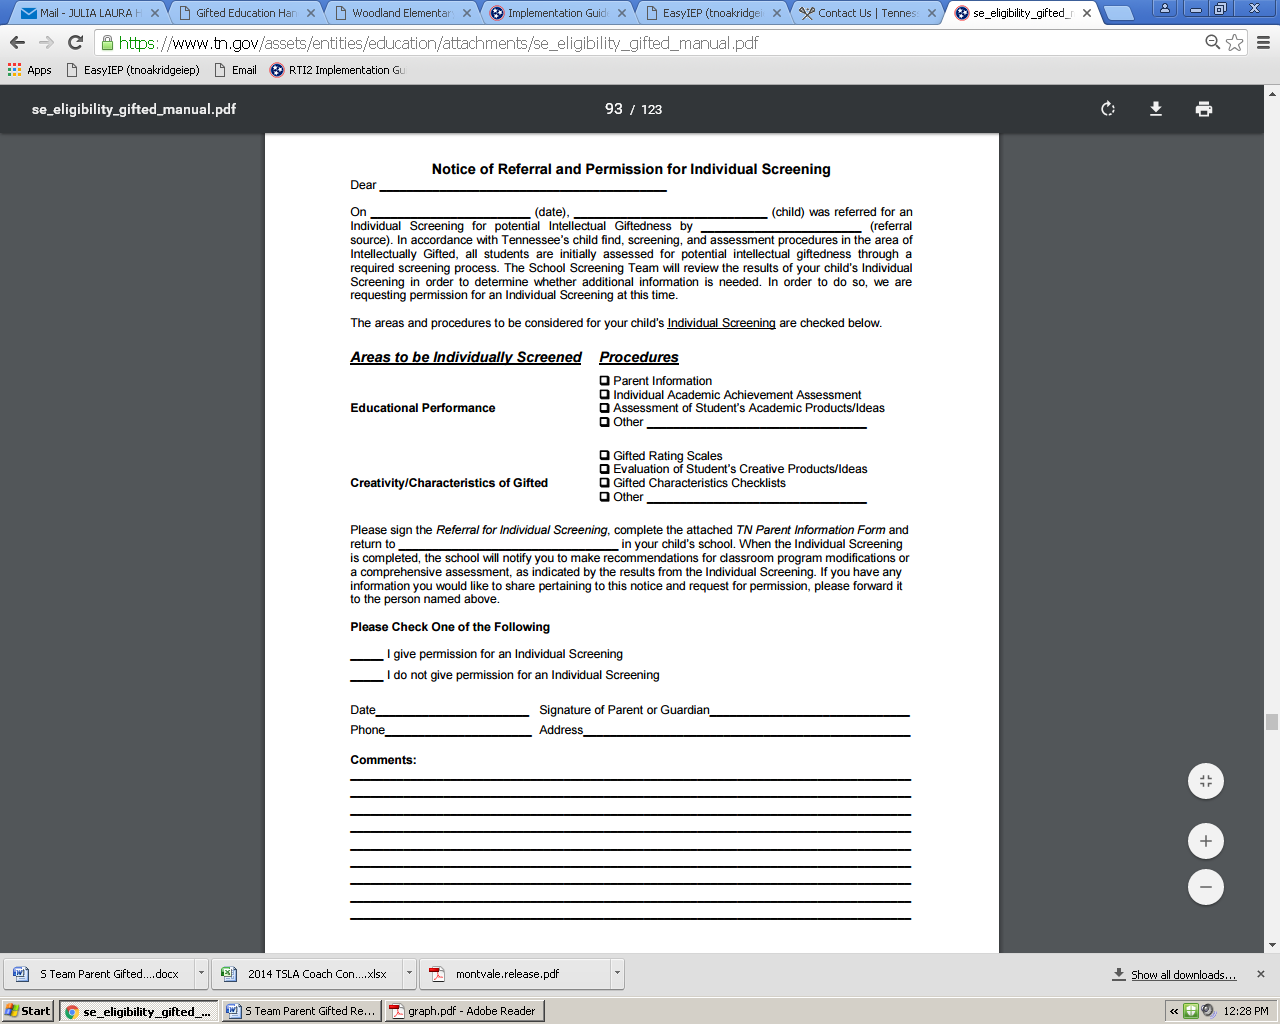 Mail - JULIA LAURA H
Gifted Education Han
Woodland Elementary
Implementation Guide
EasyIEP (tnoakridgei
Contact Us | Tenness
se_eligibility_gifted_r
https://www.tn.gov/assets/entities/education/attachments/se_eligibility_gifted_manual.pdf
Apps
EasyIEP (tnoakridgeiep)
Email
RTI2 Implementation Gu
se_eligibility_gifted_manual.pdf
93 / 123
Notice of Referral and Permission for Individual Screening
Dear
On (date), (child) was referred for an
Individual Screening for potential Intellectual Giftedness by (referral
source). In accordance with Tennessee's child find, screening, and assessment procedures in the area of
Intellectually Gifted, all students are initially assessed for potential intellectual giftedness through a
required screening process. The School Screening Team will review the results of your child's Individual
Screening in order to determine whether additional information is needed. In order to do so, we are
requesting permission for an Individual Screening at this time.
The areas and procedures to be considered for your child's Individual Screening are checked below.
Areas to be Individually Screened Procedures
Parent Information
Individual Academic Achievement Assessment
Educational Performance
Assessment of Student's Academic Products/Ideas
Other
Gifted Rating Scales
Evaluation of Student's Creative Products/Ideas
Creativity/Characteristics of Gifted
Gifted Characteristics Checklists
Other
Please sign the Referral for Individual Screening, complete the attached TN Parent Information Form and
return to in your child's school. When the Individual Screening
is completed, the school will notify you to make recommendations for classroom program modifications or
a comprehensive assessment, as indicated by the results from the Individual Screening. If you have any
information you would like to share pertaining to this notice and request for permission, please forward it
to the person named above.
Please Check One of the Following
I give permission for an Individual Screening
I do not give permission for an Individual Screening
Date Signature of Parent or Guardian
Phone Address
Comments:
S Team Parent Gifted....docx
2014 TSLA Coach Con....xlsx
montvale.release.pdf
Show all downloads...
Start
se_eligibility_gifted_...
S Team Parent Gifted Re...
graph.pdf - Adobe Reader
12:28 PM